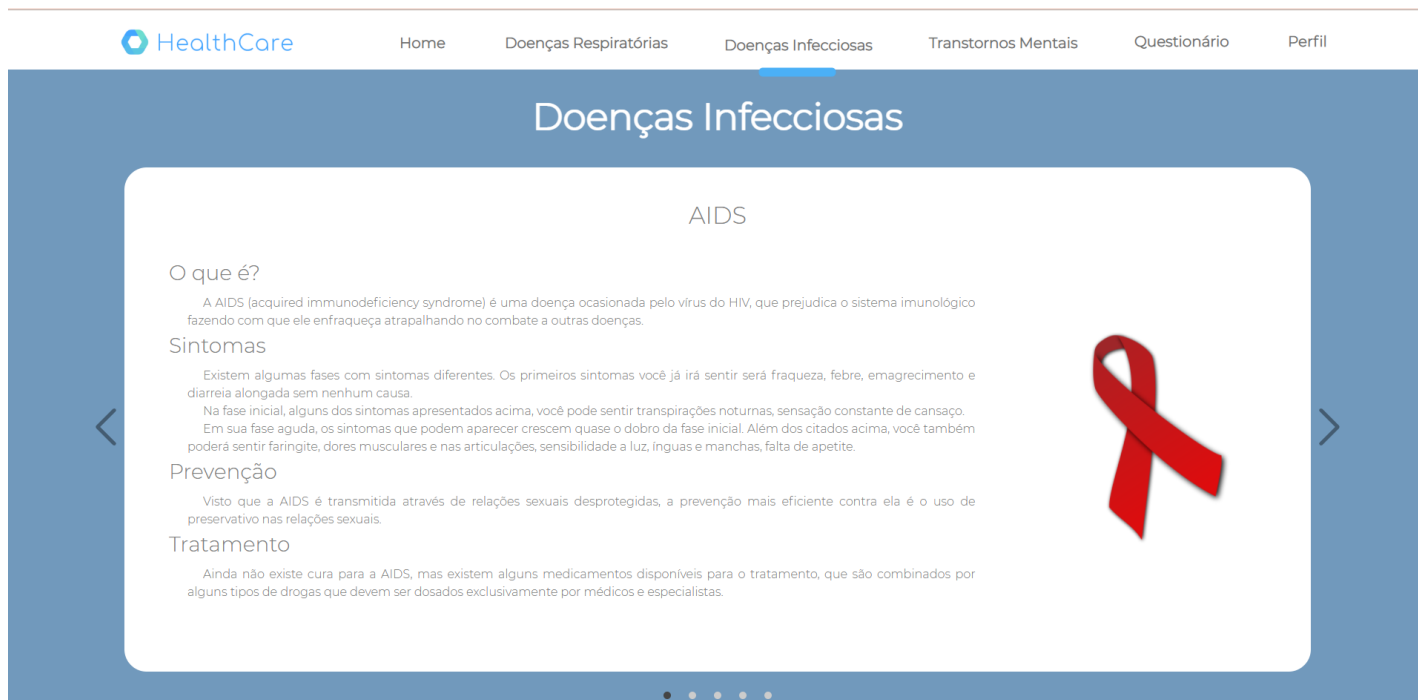 HealthCare
Home
Doenças Respiratórias
Doenças Infecciosas
Transtornos Mentais
Questionário
Perfil
Doenças Infecciosas
AIDS
O que é?
A AIDS (acquired immunodeficiency syndrome) é uma doença ocasionada pelo vírus do HIV, que prejudica o sistema imunológico
fazendo com que ele enfraqueça atrapalhando no combate a outras doenças.
Sintomas
Existem algumas fases com sintomas diferentes. Os primeiros sintomas você já irá sentir será fraqueza, febre, emagrecimento e
diarreia alongada sem nenhum causa.
Na fase inicial, alguns dos sintomas apresentados acima, você pode sentir transpirações noturnas, sensação constante de cansaço.
Em sua fase aguda, os sintomas que podem aparecer crescem quase o dobro da fase inicial. Além dos citados acima, você também
poderá sentir faringite, dores musculares e nas articulações, sensibilidade a luz, ínguas e manchas, falta de apetite.
Prevenção
Visto que a AIDS é transmitida através de relações sexuais desprotegidas, a prevenção mais eficiente contra ela é o uso de
preservativo nas relações sexuais.
Tratamento
Ainda não existe cura para a AIDS, mas existem alguns medicamentos disponíveis para o tratamento, que são combinados por
alguns tipos de drogas que devem ser dosados exclusivamente por médicos e especialistas.